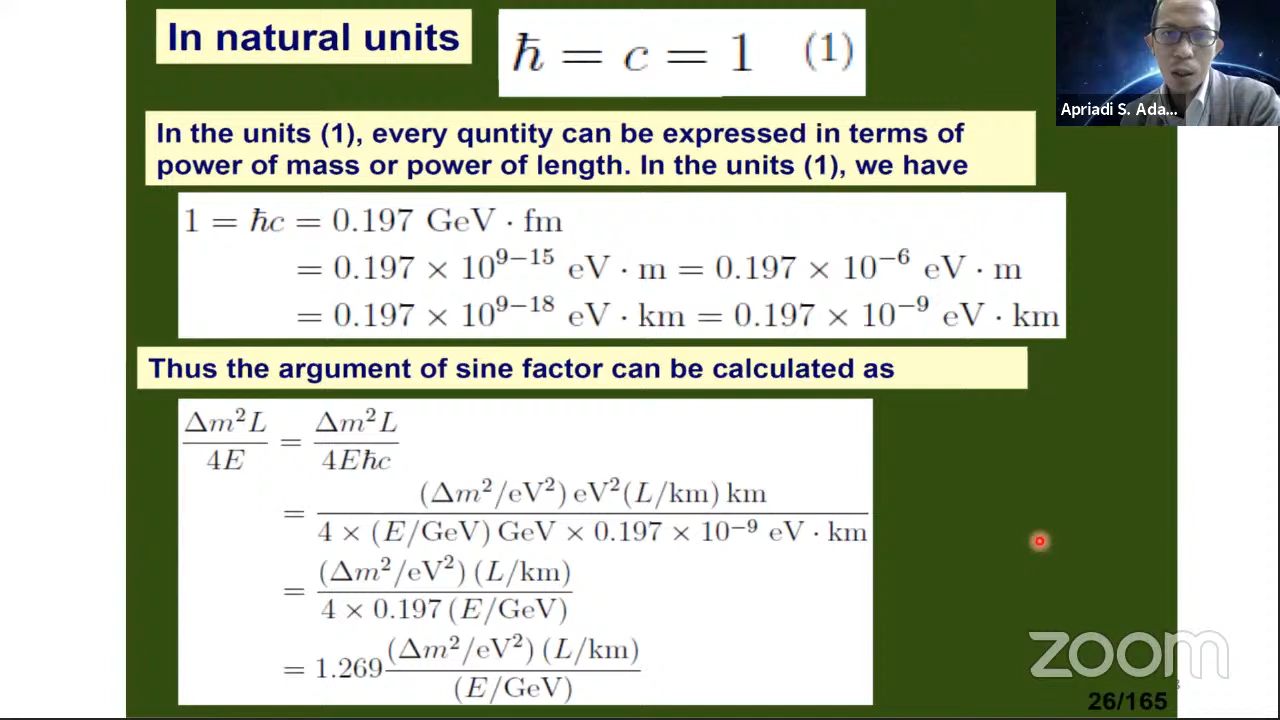 In natural units
ħ = c = 1 (1)
Apriadi S. Ada...
In the units (1), every quntity can be expressed in terms of
power of mass or power of length. In the units (1), we have
1 = ħc = 0.197 GeV · fm
= 0.197 × 10⁹⁻¹⁵ eV · m = 0.197 × 10⁻⁶ eV · m
= 0.197 × 10⁹⁻¹⁸ eV · km = 0.197 × 10⁻⁹ eV · km
Thus the argument of sine factor can be calculated as
Δm²L / 4E = Δm²L / 4Eħc
= (Δm²/eV²) eV² (L/km) km / 4 × (E/GeV) GeV × 0.197 × 10⁻⁹ eV · km
= (Δm²/eV²) (L/km) / 4 × 0.197 (E/GeV)
= 1.269 (Δm²/eV²) (L/km) / (E/GeV)
zoom
26/165